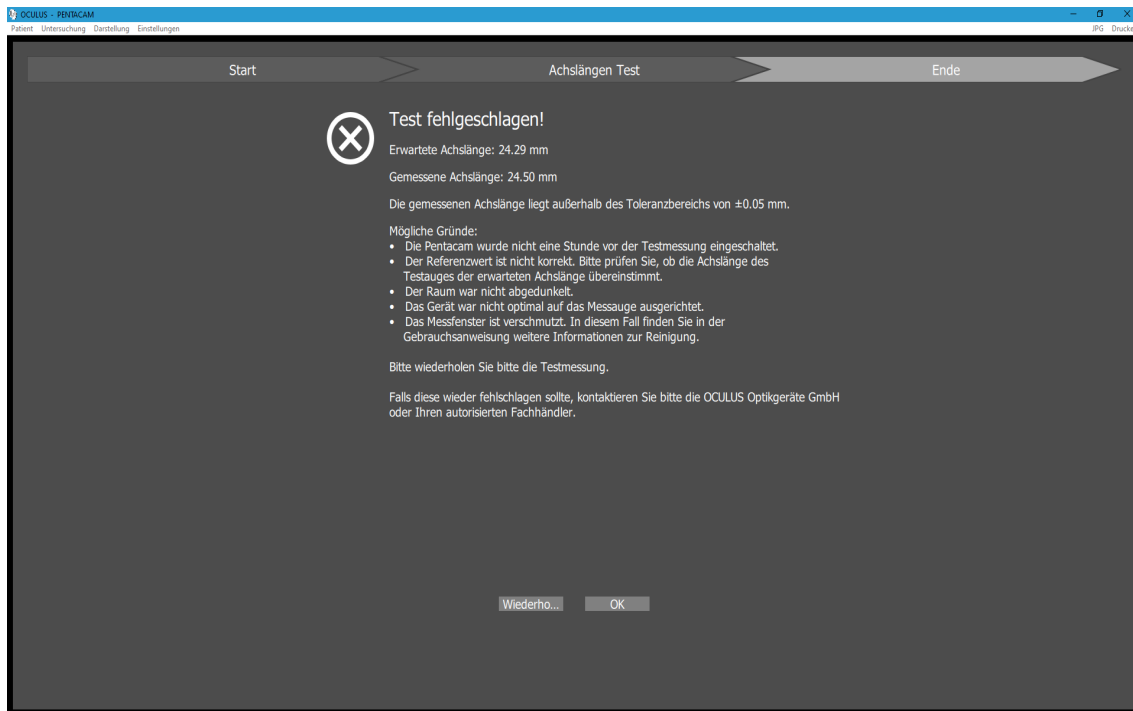 OCULUS - PENTACAM
Patient Untersuchung Darstellung Einstellungen JPG Drucke
Start Achslängen Test Ende
Test fehlgeschlagen!
Erwartete Achslänge: 24.29 mm
Gemessene Achslänge: 24.50 mm
Die gemessenen Achslänge liegt außerhalb des Toleranzbereichs von ±0.05 mm.
Mögliche Gründe:
• Die Pentacam wurde nicht eine Stunde vor der Testmessung eingeschaltet.
• Der Referenzwert ist nicht korrekt. Bitte prüfen Sie, ob die Achslänge des
Testauges der erwarteten Achslänge übereinstimmt.
• Der Raum war nicht abgedunkelt.
• Das Gerät war nicht optimal auf das Messauge ausgerichtet.
• Das Messfenster ist verschmutzt. In diesem Fall finden Sie in der
Gebrauchsanweisung weitere Informationen zur Reinigung.
Bitte wiederholen Sie bitte die Testmessung.
Falls diese wieder fehlschlagen sollte, kontaktieren Sie bitte die OCULUS Optikgeräte GmbH
oder Ihren autorisierten Fachhändler.
Wiederho... OK